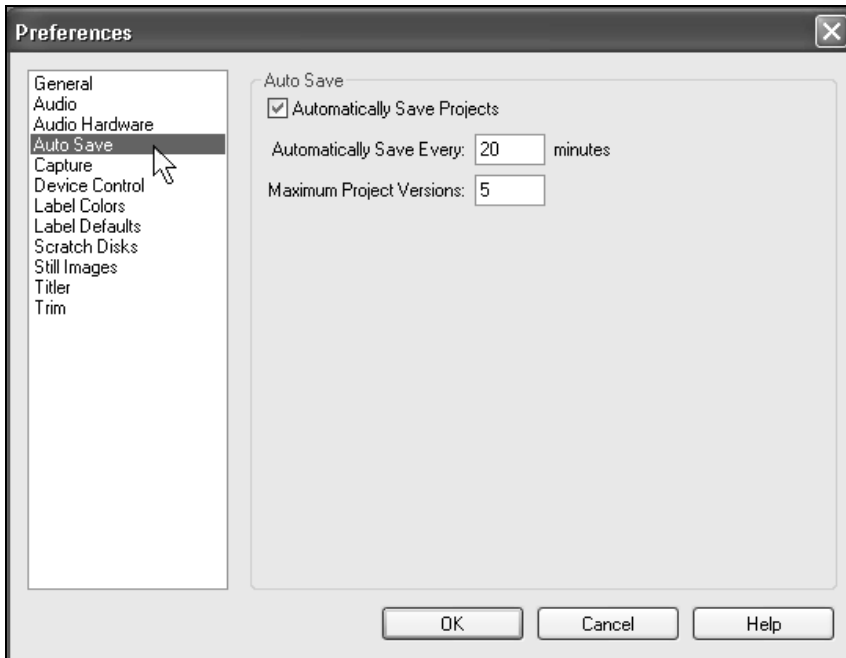 Preferences
General
Audio
Audio Hardware
Auto Save
Capture
Device Control
Label Colors
Label Defaults
Scratch Disks
Still Images
Titler
Trim
Auto Save
Automatically Save Projects
Automatically Save Every: 20 minutes
Maximum Project Versions: 5
OK Cancel Help